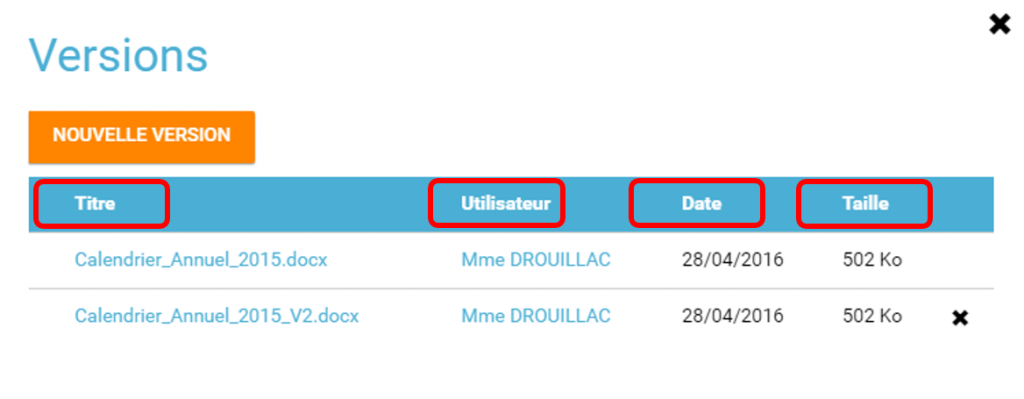 Versions
NOUVELLE VERSION
Titre Utilisateur Date Taille
Calendrier_Annuel_2015.docx Mme DROUILLAC 28/04/2016 502 Ko
Calendrier_Annuel_2015_V2.docx Mme DROUILLAC 28/04/2016 502 Ko